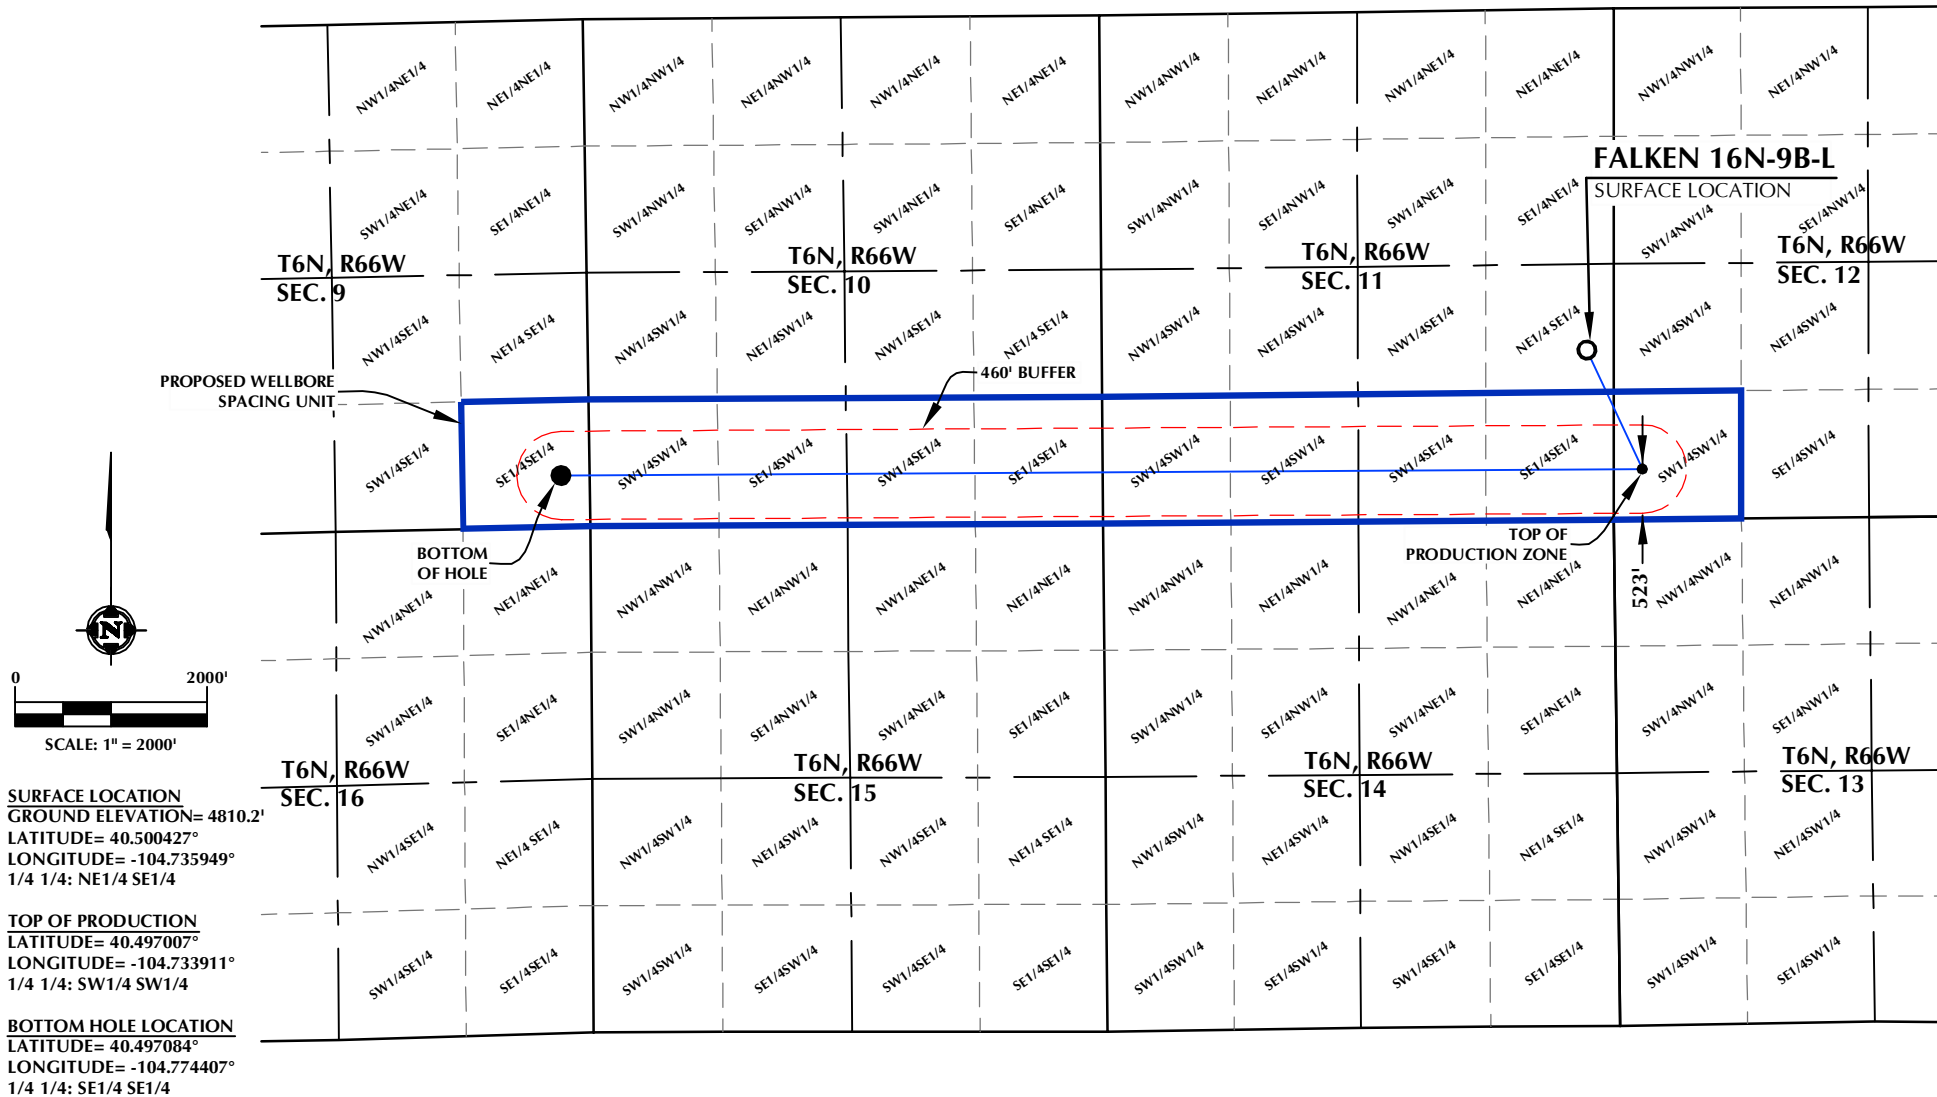 NW1/4NE1/4 NE1/4NE1/4 NW1/4NW1/4 NE1/4NW1/4 NW1/4NE1/4 NE1/4NE1/4 NW1/4NW1/4 NE1/4NW1/4 NW1/4NE1/4 NE1/4NE1/4 NW1/4NW1/4 NE1/4NW1/4
FALKEN 16N-9B-L
SURFACE LOCATION
SW1/4NE1/4 SE1/4NE1/4 SW1/4NW1/4 SE1/4NW1/4 SW1/4NE1/4 SE1/4NE1/4 SW1/4NW1/4 SE1/4NW1/4 SW1/4NE1/4 SE1/4NE1/4 SW1/4NW1/4 SE1/4NW1/4
T6N, R66W T6N, R66W T6N, R66W T6N, R66W
SEC. 9 SEC. 10 SEC. 11 SEC. 12
NW1/4SE1/4 NE1/4 SE1/4 NW1/4SW1/4 NE1/4SW1/4 NW1/4SE1/4 NE1/4 SE1/4 NW1/4SW1/4 NE1/4SW1/4 NW1/4SE1/4 NE1/4 SE1/4 NW1/4SW1/4 NE1/4SW1/4
PROPOSED WELLBORE
SPACING UNIT
460' BUFFER
SW1/4SE1/4 SE1/4SE1/4 SW1/4SW1/4 SE1/4SW1/4 SW1/4SE1/4 SE1/4SE1/4 SW1/4SW1/4 SE1/4SW1/4 SW1/4SE1/4 SE1/4SE1/4 SW1/4SW1/4 SE1/4SW1/4
BOTTOM
OF HOLE
TOP OF
PRODUCTION ZONE
523'
NW1/4NE1/4 NE1/4NE1/4 NW1/4NW1/4 NE1/4NW1/4 NW1/4NE1/4 NE1/4NE1/4 NW1/4NW1/4 NE1/4NW1/4 NW1/4NE1/4 NE1/4NE1/4 NW1/4NW1/4 NE1/4NW1/4
N
0 2000'
SCALE: 1" = 2000'
SW1/4NE1/4 SE1/4NE1/4 SW1/4NW1/4 SE1/4NW1/4 SW1/4NE1/4 SE1/4NE1/4 SW1/4NW1/4 SE1/4NW1/4 SW1/4NE1/4 SE1/4NE1/4 SW1/4NW1/4 SE1/4NW1/4
T6N, R66W T6N, R66W T6N, R66W T6N, R66W
SEC. 16 SEC. 15 SEC. 14 SEC. 13
NW1/4SE1/4 NE1/4 SE1/4 NW1/4SW1/4 NE1/4SW1/4 NW1/4SE1/4 NE1/4 SE1/4 NW1/4SW1/4 NE1/4SW1/4 NW1/4SE1/4 NE1/4 SE1/4 NW1/4SW1/4 NE1/4SW1/4
SW1/4SE1/4 SE1/4SE1/4 SW1/4SW1/4 SE1/4SW1/4 SW1/4SE1/4 SE1/4SE1/4 SW1/4SW1/4 SE1/4SW1/4 SW1/4SE1/4 SE1/4SE1/4 SW1/4SW1/4 SE1/4SW1/4
SURFACE LOCATION
GROUND ELEVATION= 4810.2'
LATITUDE= 40.500427°
LONGITUDE= -104.735949°
1/4 1/4: NE1/4 SE1/4
TOP OF PRODUCTION
LATITUDE= 40.497007°
LONGITUDE= -104.733911°
1/4 1/4: SW1/4 SW1/4
BOTTOM HOLE LOCATION
LATITUDE= 40.497084°
LONGITUDE= -104.774407°
1/4 1/4: SE1/4 SE1/4